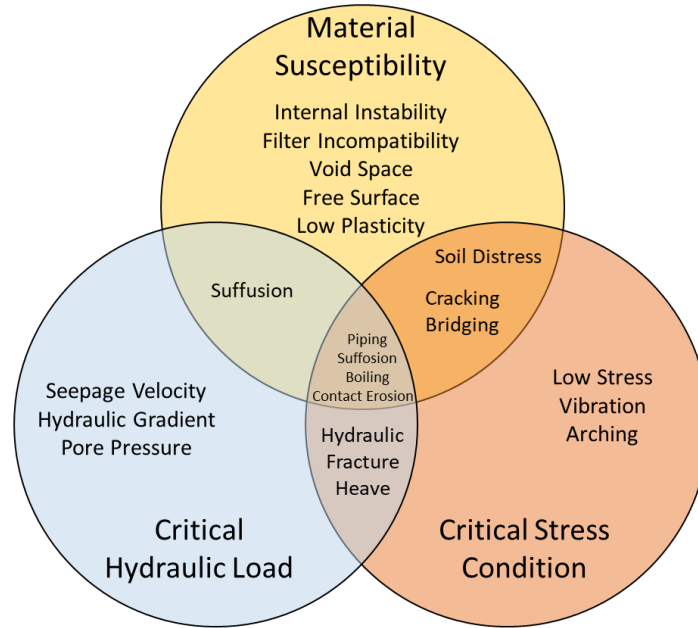 Material
Susceptibility
Internal Instability
Filter Incompatibility
Void Space
Free Surface
Low Plasticity
Soil Distress
Cracking
Bridging
Suffusion
Piping
Suffosion
Boiling
Contact Erosion
Seepage Velocity
Hydraulic Gradient
Pore Pressure
Low Stress
Vibration
Arching
Hydraulic
Fracture
Heave
Critical
Hydraulic Load
Critical Stress
Condition